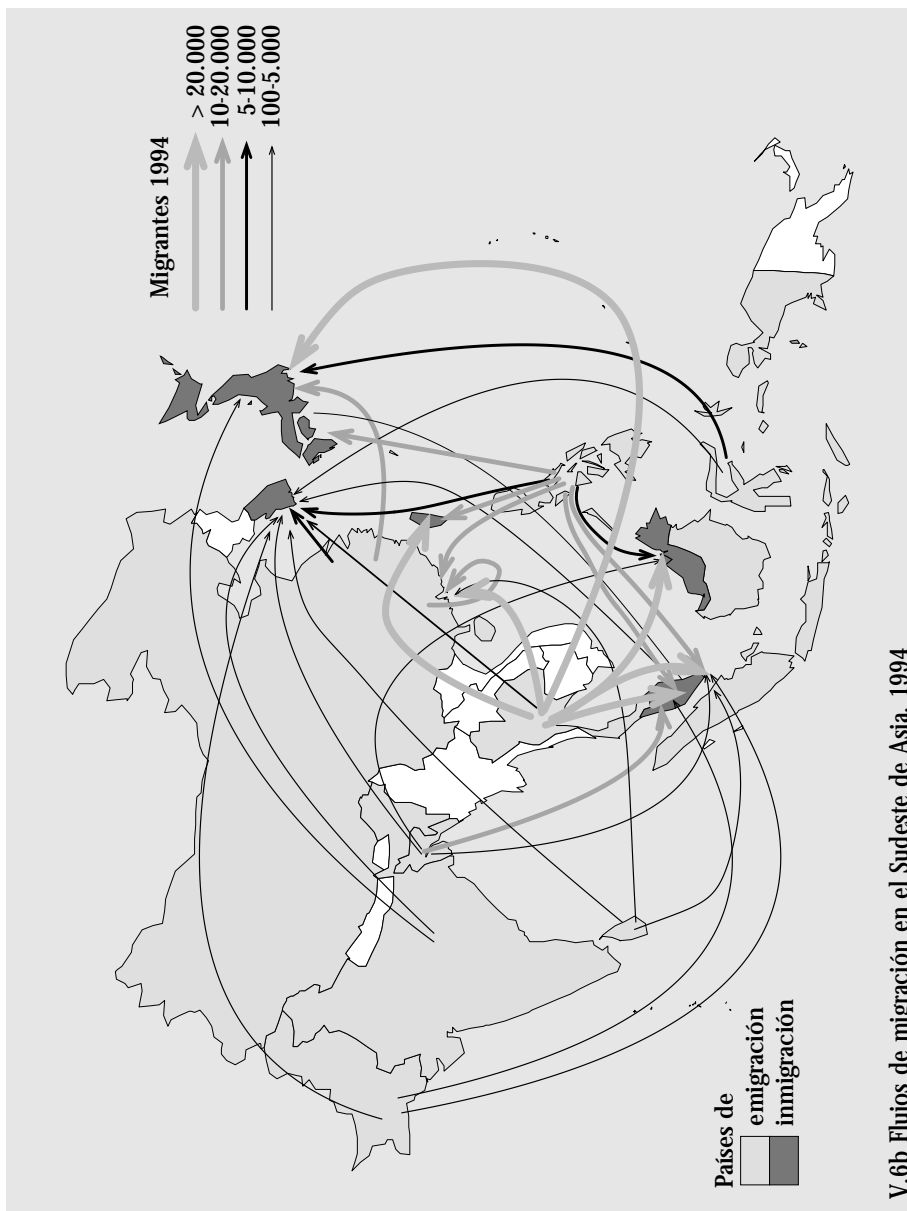 Migrantes 1994
> 20.000
10-20.000
5-10.000
100-5.000
Países de
emigración
inmigración
V.6b Flujos de migración en el Sudeste de Asia, 1994